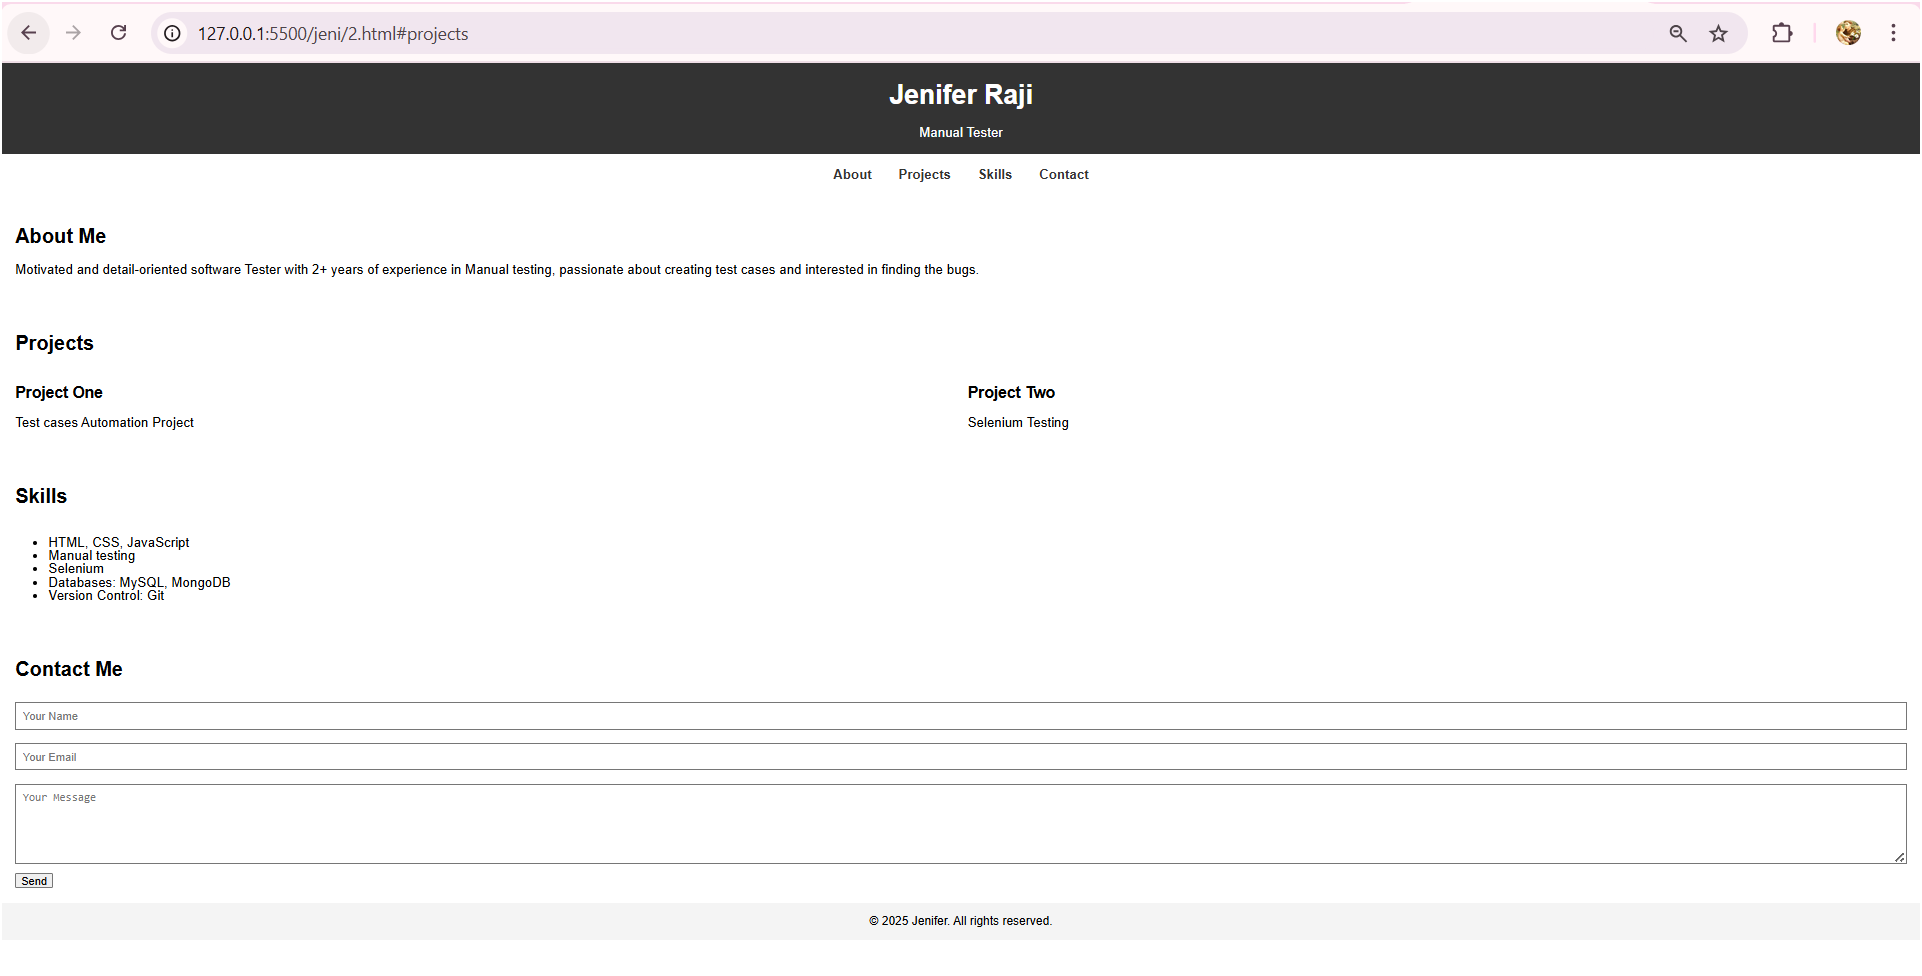 127.0.0.1:5500/jeni/2.html#projects
Jenifer Raji
Manual Tester
About Projects Skills Contact
About Me
Motivated and detail-oriented software Tester with 2+ years of experience in Manual testing, passionate about creating test cases and interested in finding the bugs.
Projects
Project One
Test cases Automation Project
Project Two
Selenium Testing
Skills
• HTML, CSS, JavaScript
• Manual testing
• Selenium
• Databases: MySQL, MongoDB
• Version Control: Git
Contact Me
Your Name
Your Email
Your Message
Send
© 2025 Jenifer. All rights reserved.